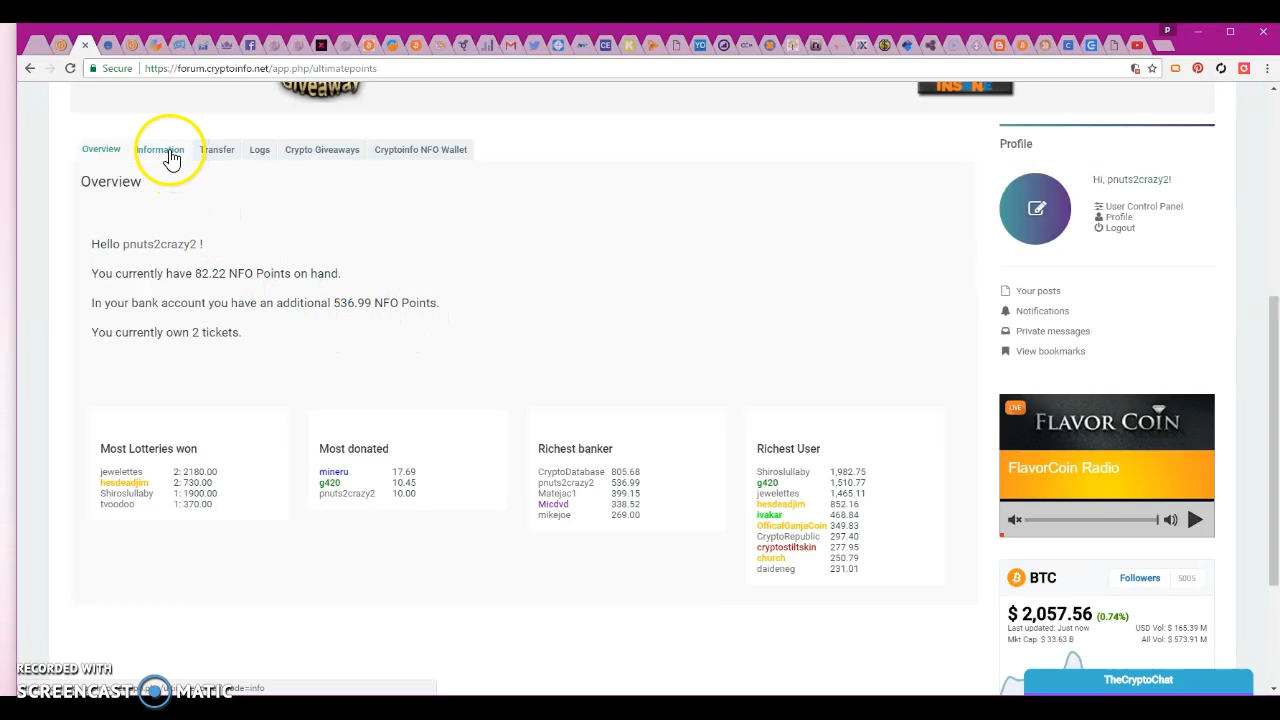 P
Secure https://forum.cryptoinfo.net/app.php/ultimatepoints
Giveaway
INSANE
Overview Information Transfer Logs Crypto Giveaways Cryptoinfo NFO Wallet
Overview
Hello pnuts2crazy2 !
You currently have 82.22 NFO Points on hand.
In your bank account you have an additional 536.99 NFO Points.
You currently own 2 tickets.
Most Lotteries won
jewelettes 2: 2180.00
hesdeadjim 2: 730.00
Shiroslullaby 1: 1900.00
tvoodoo 1: 370.00
Most donated
mineru 17.69
g420 10.45
pnuts2crazy2 10.00
Richest banker
CryptoDatabase 805.68
pnuts2crazy2 536.99
Matejac1 399.15
Micdvd 338.52
mikejoe 269.00
Richest User
Shiroslullaby 1,982.75
g420 1,510.77
jewelettes 1,465.11
hesdeadjim 852.16
ivakar 468.84
OfficalGanjaCoin 349.83
CryptoRepublic 297.40
cryptostiltskin 277.95
church 250.79
daideneg 231.01
Profile
Hi, pnuts2crazy2!
User Control Panel
Profile
Logout
Your posts
Notifications
Private messages
View bookmarks
LIVE
FLAVOR COIN
FlavorCoin Radio
BTC Followers 5005
$ 2,057.56 (0.74%)
Last updated: Just now USD Vol: $ 165.39 M
Mkt Cap: $ 33.63 B All Vol: $ 573.91 M
TheCryptoChat
RECORDED WITH
SCREENCAST MATIC